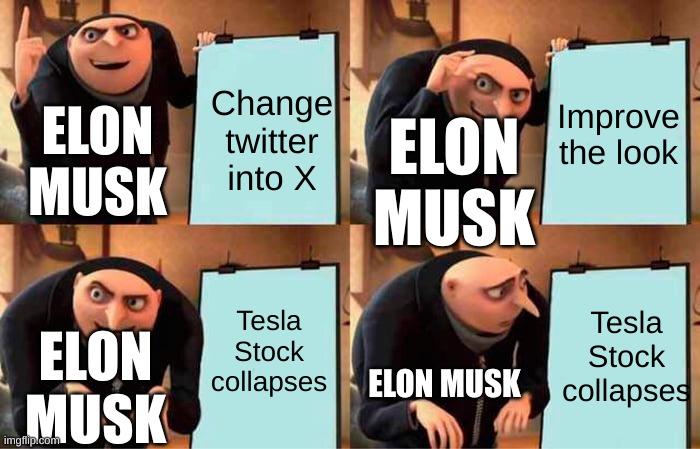 ELON
MUSK
Change
twitter
into X
ELON
MUSK
Improve
the look
ELON
MUSK
Tesla
Stock
collapses
ELON MUSK
Tesla
Stock
collapses
imgflip.com